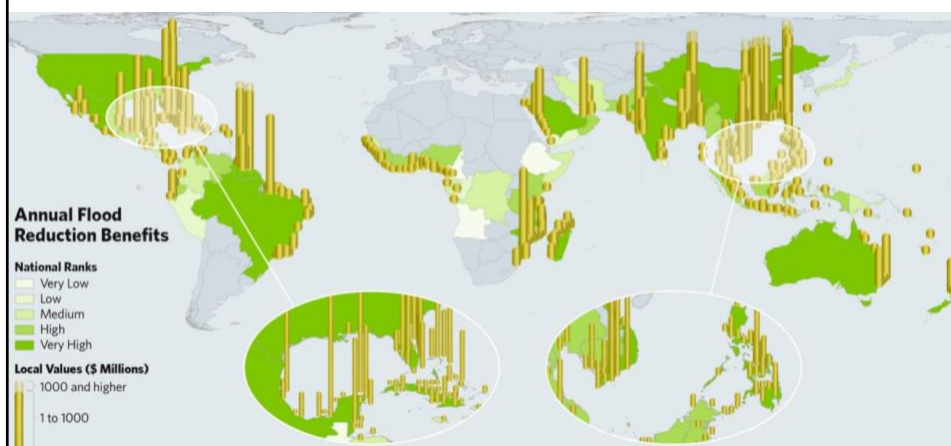 Annual Flood
Reduction Benefits
National Ranks
Very Low
Low
Medium
High
Very High
Local Values ($ Millions)
1000 and higher
1 to 1000